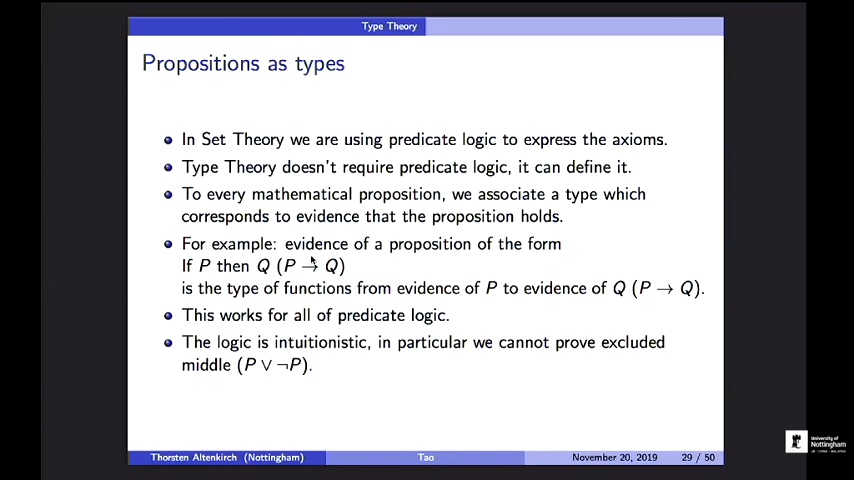 Type Theory
Propositions as types
In Set Theory we are using predicate logic to express the axioms.
Type Theory doesn't require predicate logic, it can define it.
To every mathematical proposition, we associate a type which
corresponds to evidence that the proposition holds.
For example: evidence of a proposition of the form
If P then Q (P → Q)
is the type of functions from evidence of P to evidence of Q (P → Q).
This works for all of predicate logic.
The logic is intuitionistic, in particular we cannot prove excluded
middle (P ∨ ¬P).
Thorsten Altenkirch (Nottingham)
Tao
November 20, 2019
29 / 50
University of
Nottingham